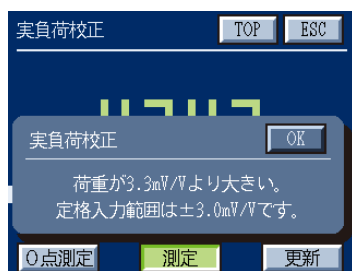 実負荷校正 TOP ESC
実負荷校正 OK
荷重が3.3mV/Vより大きい。
定格入力範囲は±3.0mV/Vです。
0点測定 測定 更新